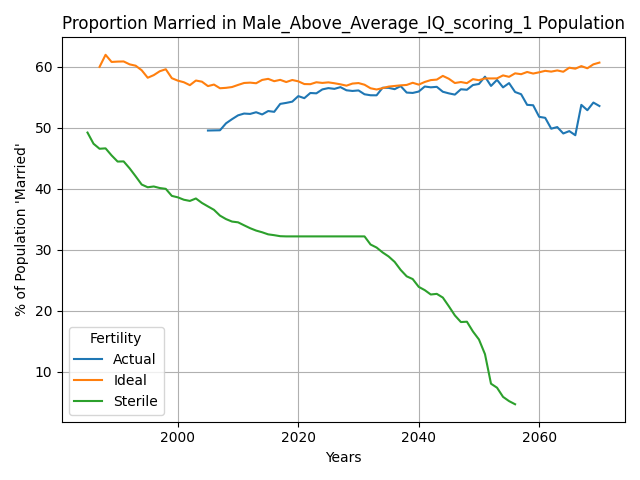 Proportion Married in Male_Above_Average_IQ_scoring_1 Population
% of Population 'Married'
60
50
40
30
20
10
Fertility
Actual
Ideal
Sterile
2000
2020
2040
2060
Years